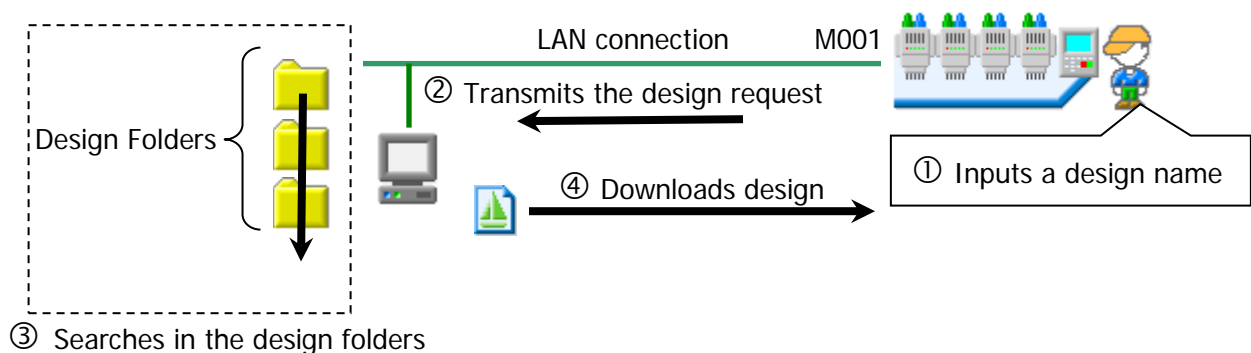 LAN connection
M001
② Transmits the design request
Design Folders
① Inputs a design name
④ Downloads design
③ Searches in the design folders